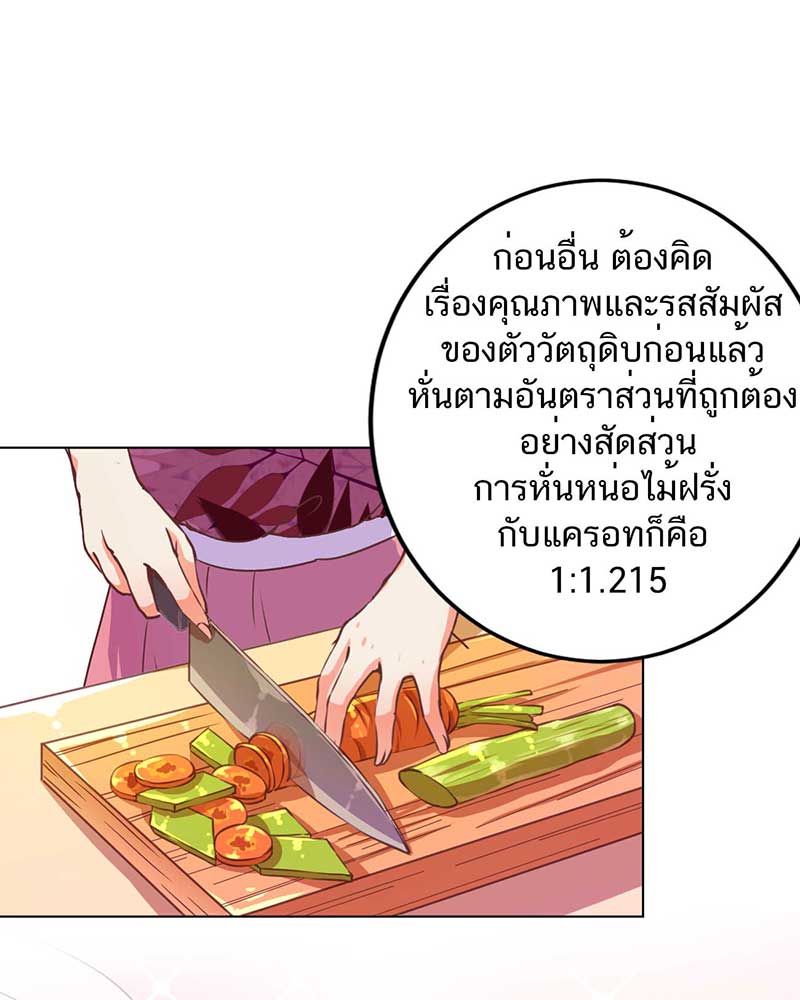 ก่อนอื่น ต้องคิด
เรื่องคุณภาพและรสสัมผัส
ของตัววัตถุดิบก่อนแล้ว
หั่นตามอันตราส่วนที่ถูกต้อง
อย่างสัดส่วน
การหั่นหน่อไม้ฝรั่ง
กับแครอทก็คือ
1:1.215